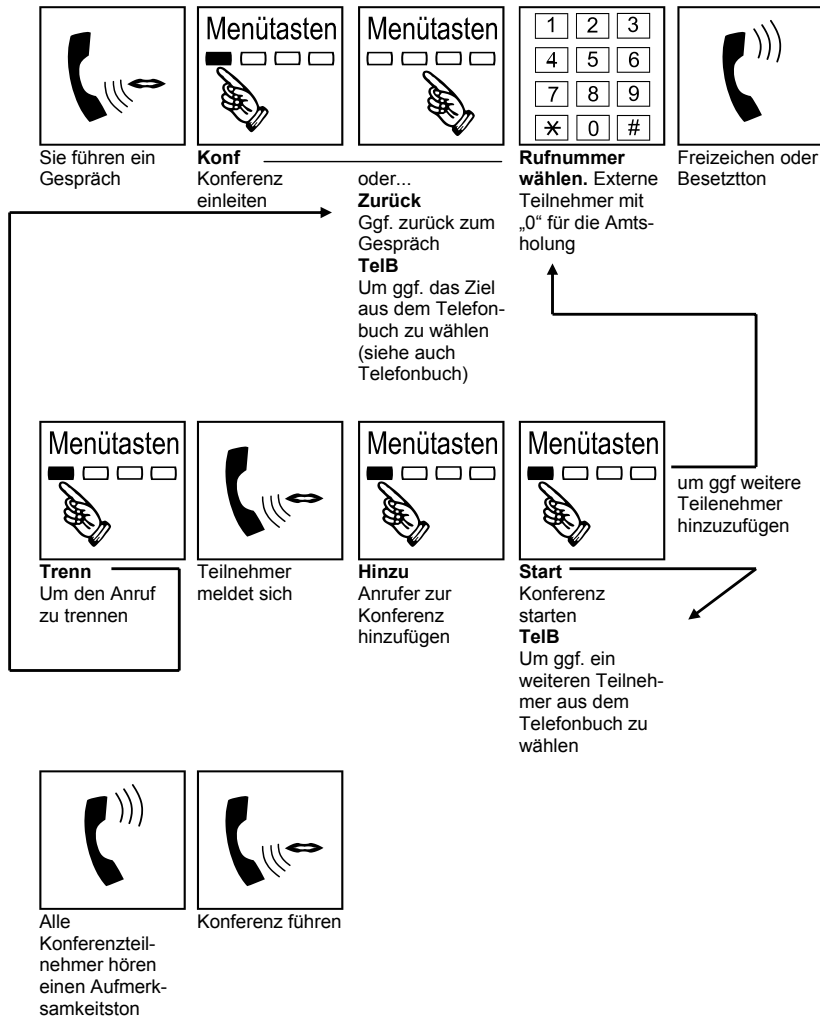 Menütasten
Menütasten
1 2 3
4 5 6
7 8 9
* 0 #
Sie führen ein
Gespräch
Konf
Konferenz
einleiten
oder...
Zurück
Ggf. zurück zum
Gespräch
TelB
Um ggf. das Ziel
aus dem Telefon-
buch zu wählen
(siehe auch
Telefonbuch)
Rufnummer
wählen. Externe
Teilnehmer mit
„0“ für die Amts-
holung
Freizeichen oder
Besetztton
Menütasten
Menütasten
Menütasten
um ggf weitere
Teilenehmer
hinzuzufügen
Trenn
Um den Anruf
zu trennen
Teilnehmer
meldet sich
Hinzu
Anrufer zur
Konferenz
hinzufügen
Start
Konferenz
starten
TelB
Um ggf. ein
weiteren Teilneh-
mer aus dem
Telefonbuch zu
wählen
Alle
Konferenzteil-
nehmer hören
einen Aufmerk-
samkeitston
Konferenz führen